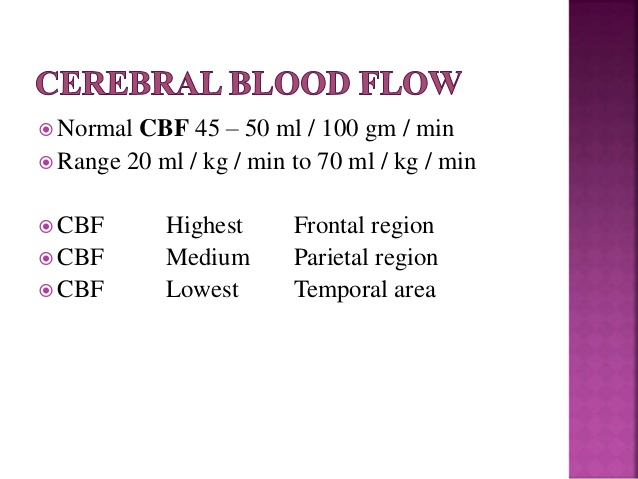 CEREBRAL BLOOD FLOW
Normal CBF 45 – 50 ml / 100 gm / min
Range 20 ml / kg / min to 70 ml / kg / min
CBF Highest Frontal region
CBF Medium Parietal region
CBF Lowest Temporal area